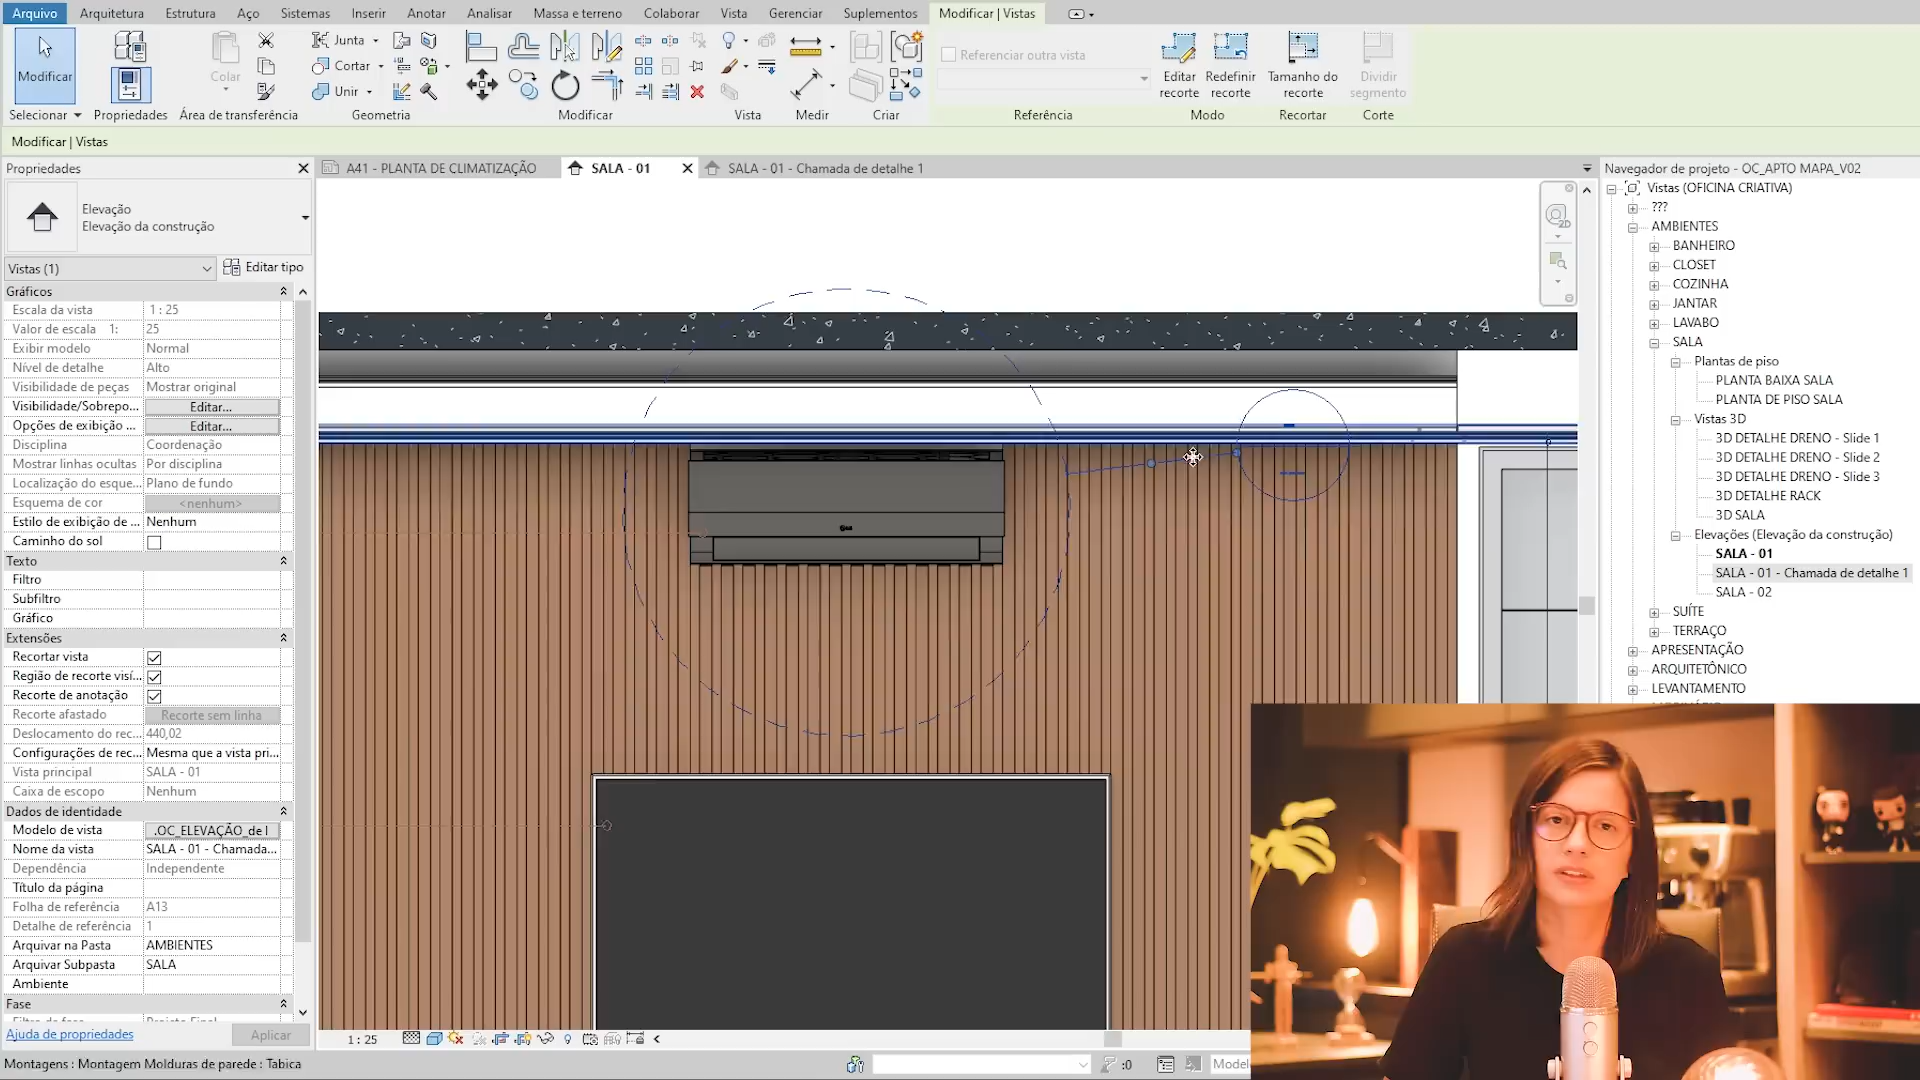 Arquivo Arquitetura Estrutura Aço Sistemas Inserir Anotar Analisar Massa e terreno Colaborar Vista Gerenciar Suplementos Modificar | Vistas
Modificar
Junta
Cortar
Unir
Colar
Referenciar outra vista
Editar recorte
Redefinir recorte
Tamanho do recorte
Dividir segmento
Selecionar Propriedades Área de transferência Geometria Modificar Vista Medir Criar Referência Modo Recortar Corte
Modificar | Vistas
Propriedades
A41 - PLANTA DE CLIMATIZAÇÃO
SALA - 01
SALA - 01 - Chamada de detalhe 1
Navegador de projeto - OC_APTO MAPA_V02
Elevação
Elevação da construção
Vistas (1)
Editar tipo
Gráficos
Escala da vista 1 : 25
Valor de escala 1: 25
Exibir modelo Normal
Nível de detalhe Alto
Visibilidade de peças Mostrar original
Visibilidade/Sobrepo... Editar...
Opções de exibição ... Editar...
Disciplina Coordenação
Mostrar linhas ocultas Por disciplina
Localização do esque... Plano de fundo
Esquema de cor <nenhum>
Estilo de exibição de ... Nenhum
Caminho do sol
Texto
Filtro
Subfiltro
Gráfico
Extensões
Recortar vista
Região de recorte visí...
Recorte de anotação
Recorte afastado Recorte sem linha
Deslocamento do rec... 440,02
Configurações de rec... Mesma que a vista pri...
Vista principal SALA - 01
Caixa de escopo Nenhum
Dados de identidade
Modelo de vista .OC_ELEVAÇÃO_de l
Nome da vista SALA - 01 - Chamada...
Dependência Independente
Título da página
Folha de referência A13
Detalhe de referência 1
Arquivar na Pasta AMBIENTES
Arquivar Subpasta SALA
Ambiente
Fase
Ajuda de propriedades
Aplicar
2D
LG
Vistas (OFICINA CRIATIVA)
???
AMBIENTES
BANHEIRO
CLOSET
COZINHA
JANTAR
LAVABO
SALA
Plantas de piso
PLANTA BAIXA SALA
PLANTA DE PISO SALA
Vistas 3D
3D DETALHE DRENO - Slide 1
3D DETALHE DRENO - Slide 2
3D DETALHE DRENO - Slide 3
3D DETALHE RACK
3D SALA
Elevações (Elevação da construção)
SALA - 01
SALA - 01 - Chamada de detalhe 1
SALA - 02
SUÍTE
TERRAÇO
APRESENTAÇÃO
ARQUITETÔNICO
LEVANTAMENTO
1 : 25
Montagens : Montagem Molduras de parede : Tabica
:0
Model